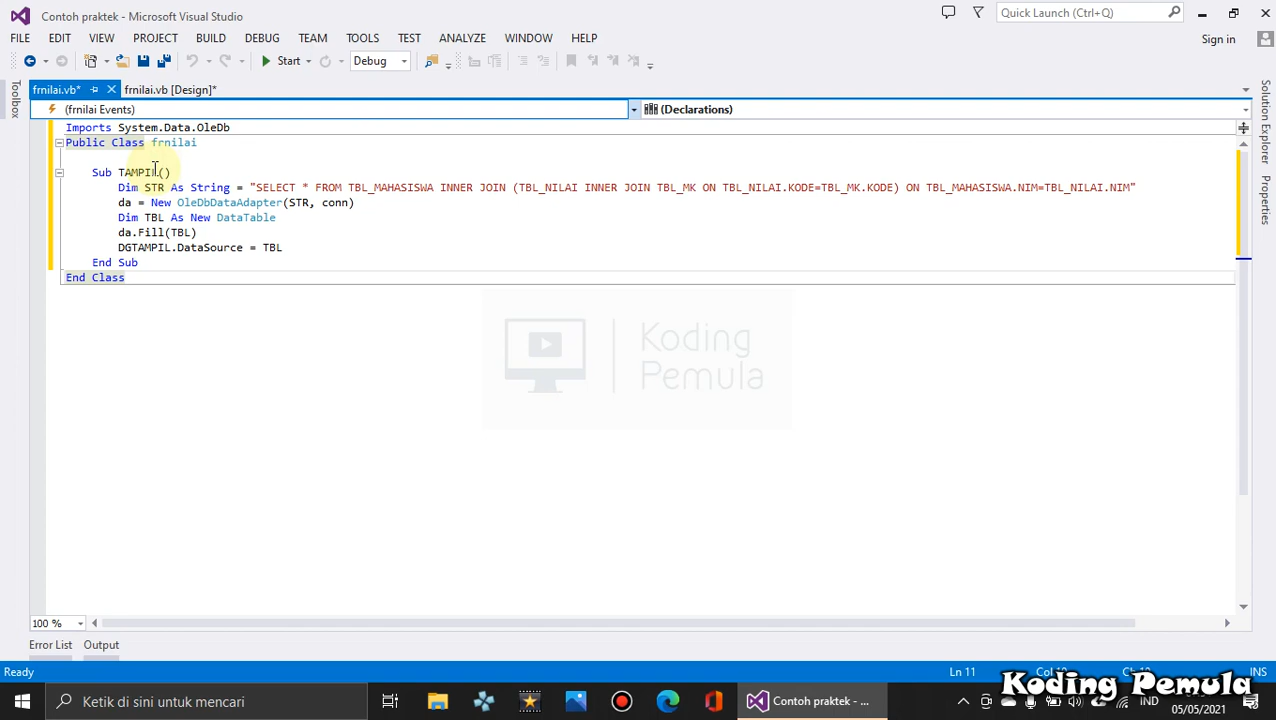 Contoh praktek - Microsoft Visual Studio
Quick Launch (Ctrl+Q)
FILE EDIT VIEW PROJECT BUILD DEBUG TEAM TOOLS TEST ANALYZE WINDOW HELP
Sign in
Start Debug
Toolbox
frnilai.vb* frnilai.vb [Design]*
(frnilai Events) (Declarations)
Solution Explorer
Properties
Imports System.Data.OleDb
Public Class frnilai
Sub TAMPIL()
Dim STR As String = "SELECT * FROM TBL_MAHASISWA INNER JOIN (TBL_NILAI INNER JOIN TBL_MK ON TBL_NILAI.KODE=TBL_MK.KODE) ON TBL_MAHASISWA.NIM=TBL_NILAI.NIM"
da = New OleDbDataAdapter(STR, conn)
Dim TBL As New DataTable
da.Fill(TBL)
DGTAMPIL.DataSource = TBL
End Sub
End Class
Koding
Pemula
100 %
Error List Output
Ready Ln 11 INS
Koding Pemula
Ketik di sini untuk mencari
Contoh praktek - ...
IND
05/05/2021